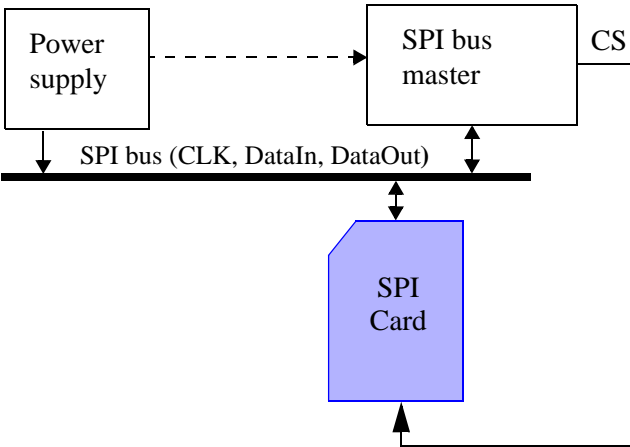 Power
supply
SPI bus
master
CS
SPI bus (CLK, DataIn, DataOut)
SPI
Card